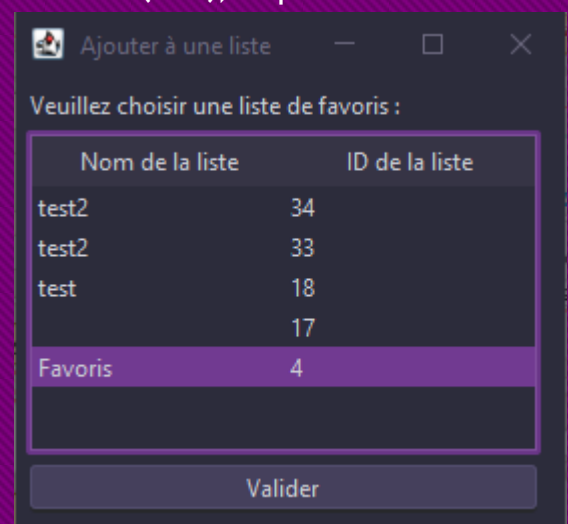 Ajouter à une liste
Veuillez choisir une liste de favoris :
Nom de la liste ID de la liste
test2 34
test2 33
test 18
17
Favoris 4
Valider